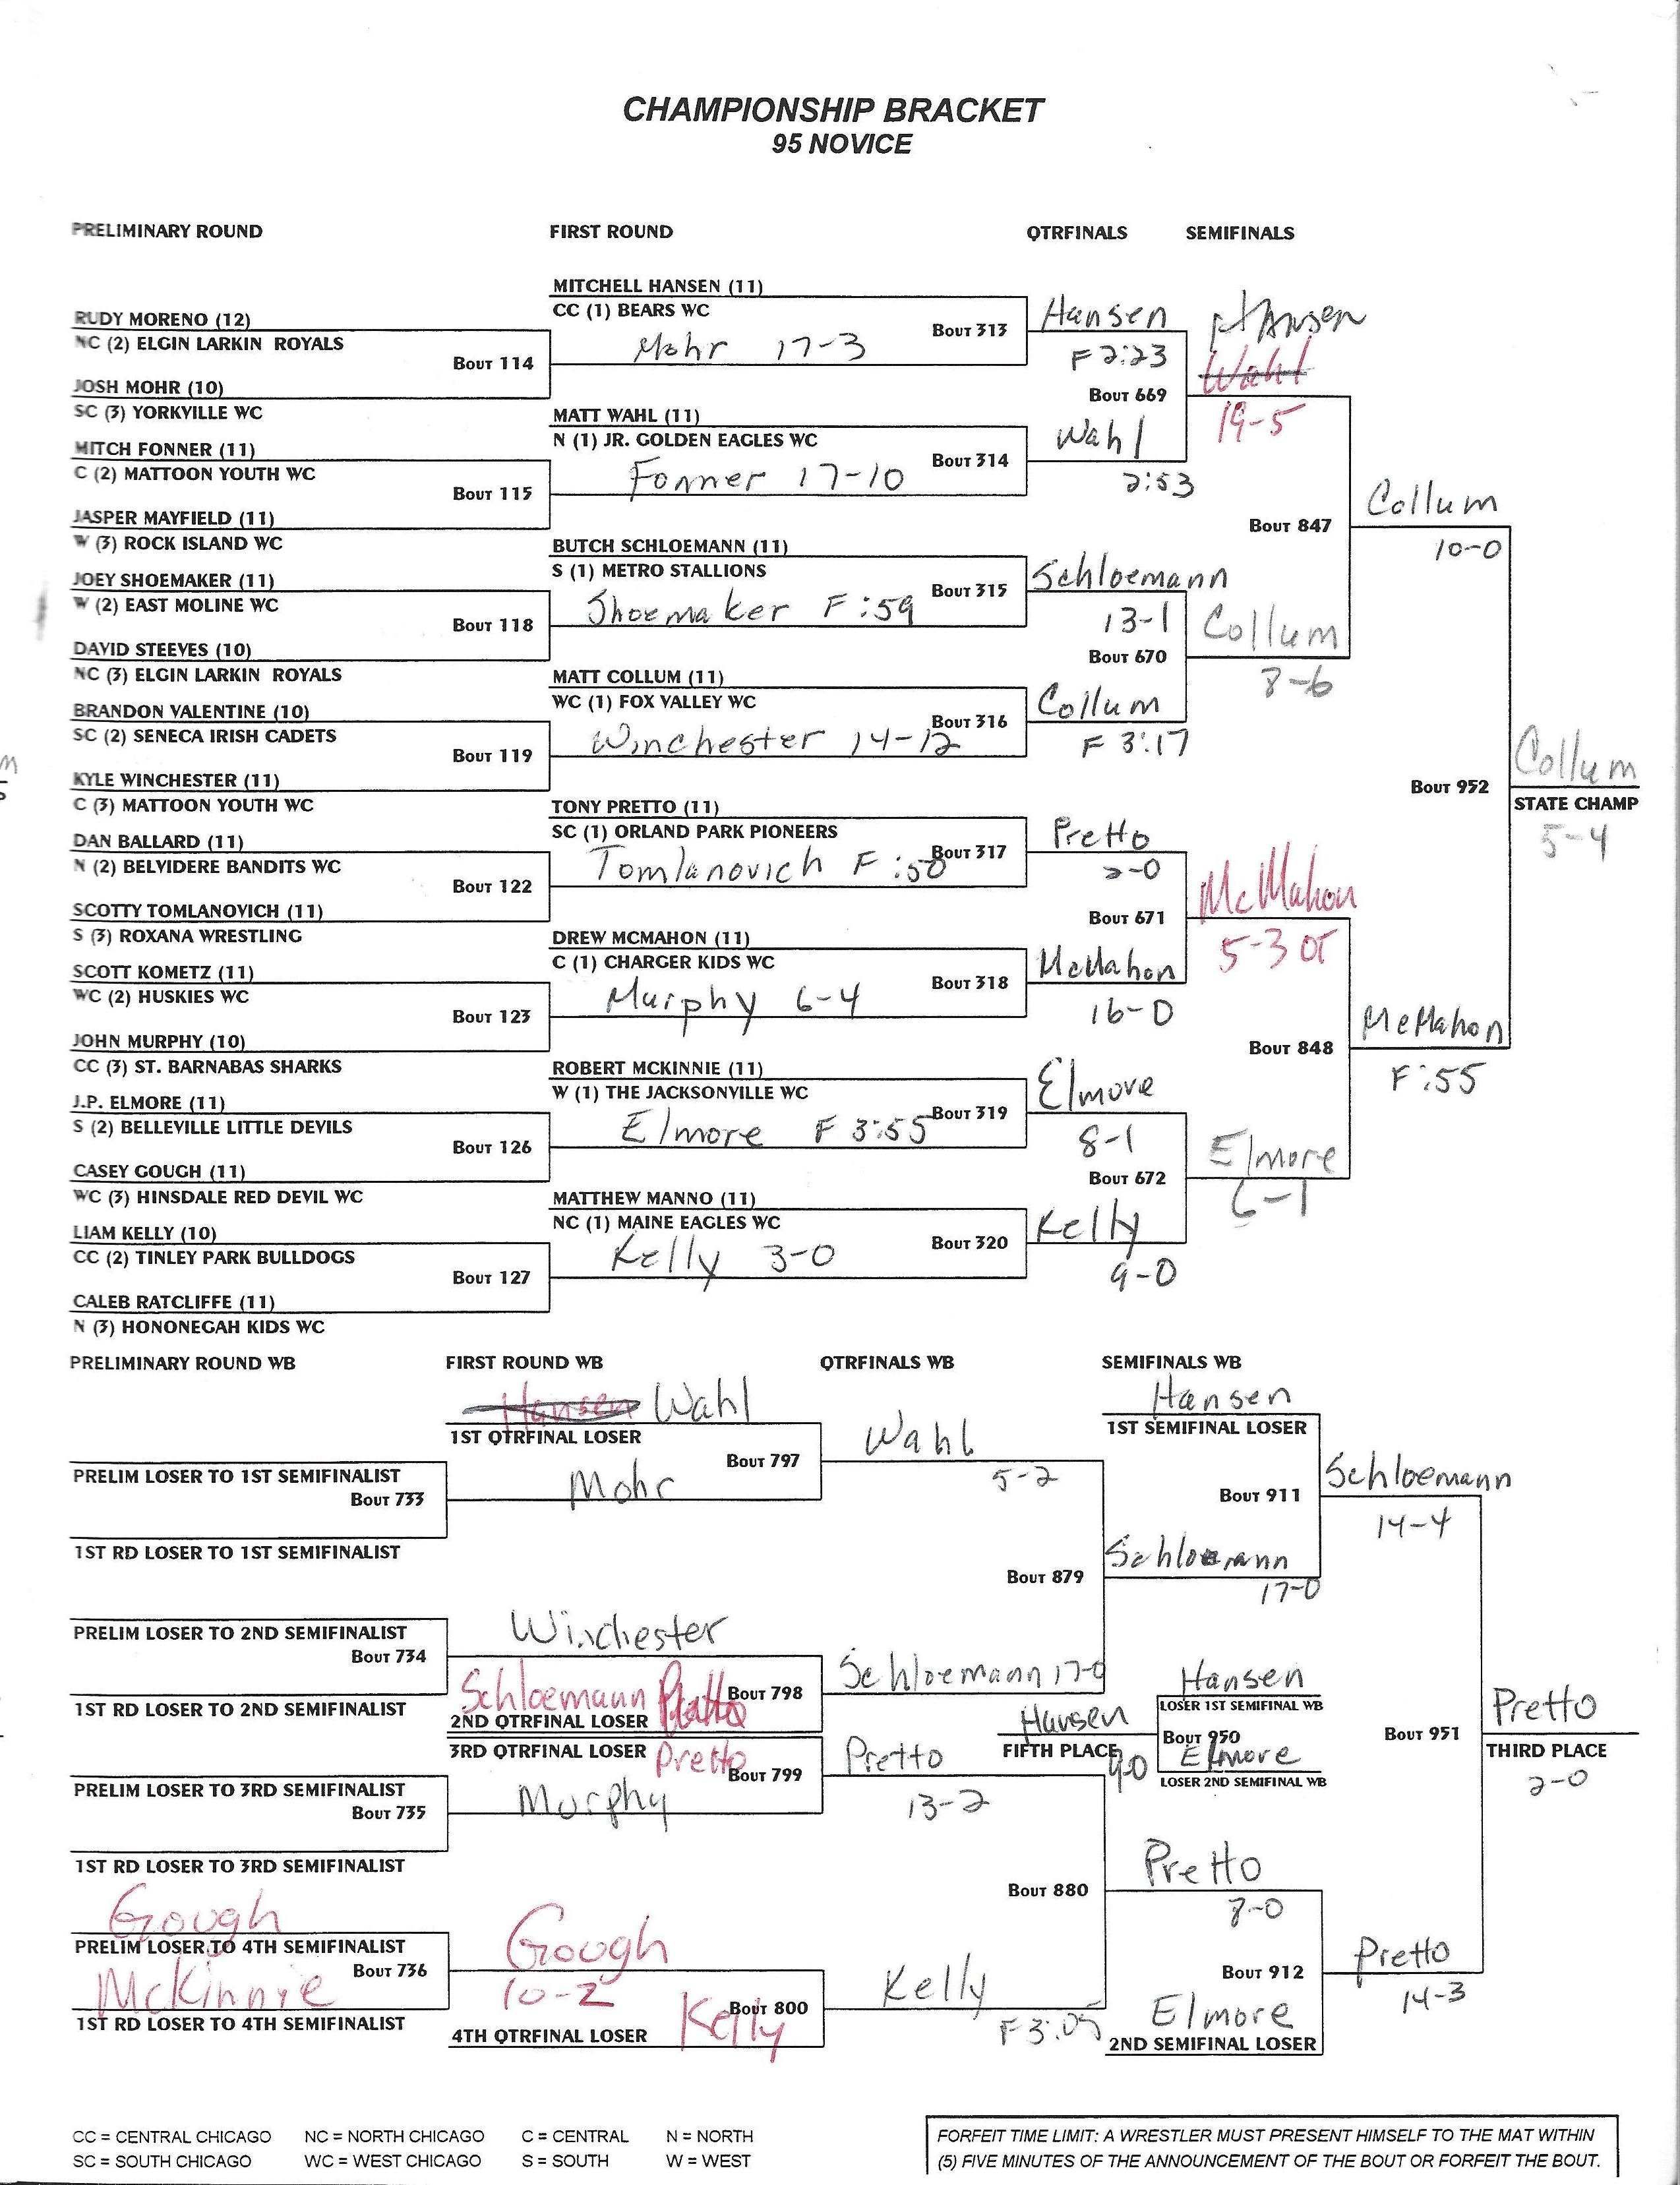 CHAMPIONSHIP BRACKET
95 NOVICE
PRELIMINARY ROUND
FIRST ROUND
QTRFINALS
SEMIFINALS
MITCHELL HANSEN (11)
CC (1) BEARS WC
RUDY MORENO (12)
NC (2) ELGIN LARKIN ROYALS
Bout 114
JOSH MOHR (10)
SC (3) YORKVILLE WC
Mohr 17-3
Bout 313
Hansen
F 2:23
Hansen
Wahl
19-5
Bout 669
MATT WAHL (11)
N (1) JR. GOLDEN EAGLES WC
MITCH FONNER (11)
C (2) MATTOON YOUTH WC
Bout 115
JASPER MAYFIELD (11)
W (3) ROCK ISLAND WC
Fonner 17-10
Bout 314
Wahl
2:53
Bout 847
Collum
10-0
BUTCH SCHLOEMANN (11)
S (1) METRO STALLIONS
JOEY SHOEMAKER (11)
W (2) EAST MOLINE WC
Bout 118
DAVID STEEVES (10)
NC (3) ELGIN LARKIN ROYALS
Shoemaker F :59
Bout 315
Schloemann
13-1
Bout 670
Collum
8-6
MATT COLLUM (11)
WC (1) FOX VALLEY WC
BRANDON VALENTINE (10)
SC (2) SENECA IRISH CADETS
Bout 119
KYLE WINCHESTER (11)
C (3) MATTOON YOUTH WC
Winchester 14-12
Bout 316
Collum
F 3:17
Bout 952
Collum
STATE CHAMP
5-4
TONY PRETTO (11)
SC (1) ORLAND PARK PIONEERS
DAN BALLARD (11)
N (2) BELVIDERE BANDITS WC
Bout 122
SCOTTY TOMLANOVICH (11)
S (3) ROXANA WRESTLING
Tomlanovich F :50
Bout 317
Pretto
2-0
Bout 671
McMahon
5-3 OT
DREW MCMAHON (11)
C (1) CHARGER KIDS WC
SCOTT KOMETZ (11)
WC (2) HUSKIES WC
Bout 123
JOHN MURPHY (10)
CC (3) ST. BARNABAS SHARKS
Murphy 6-4
Bout 318
McMahon
16-0
Bout 848
McMahon
F :55
ROBERT MCKINNIE (11)
W (1) THE JACKSONVILLE WC
J.P. ELMORE (11)
S (2) BELLEVILLE LITTLE DEVILS
Bout 126
CASEY GOUGH (11)
WC (3) HINSDALE RED DEVIL WC
Elmore F 3:55
Bout 319
Elmore
8-1
Bout 672
Elmore
6-1
MATTHEW MANNO (11)
NC (1) MAINE EAGLES WC
LIAM KELLY (10)
CC (2) TINLEY PARK BULLDOGS
Bout 127
CALEB RATCLIFFE (11)
N (3) HONONEGAH KIDS WC
Kelly 3-0
Bout 320
Kelly
9-0
PRELIMINARY ROUND WB
FIRST ROUND WB
QTRFINALS WB
SEMIFINALS WB
Hansen Wahl
1ST QTRFINAL LOSER
Bout 797
Mohr
PRELIM LOSER TO 1ST SEMIFINALIST
Bout 733
1ST RD LOSER TO 1ST SEMIFINALIST
Wahl
5-2
Hansen
1ST SEMIFINAL LOSER
Bout 911
Schloemann
14-4
Bout 879
Schloemann
17-0
PRELIM LOSER TO 2ND SEMIFINALIST
Bout 734
1ST RD LOSER TO 2ND SEMIFINALIST
Winchester
Schloemann
Bout 798
2ND QTRFINAL LOSER
Schloemann 17-0
Hansen
FIFTH PLACE
9-0
Hansen
LOSER 1ST SEMIFINAL WB
Bout 950
Elmore
LOSER 2ND SEMIFINAL WB
Bout 951
Pretto
THIRD PLACE
2-0
3RD QTRFINAL LOSER
Pretto
Bout 799
PRELIM LOSER TO 3RD SEMIFINALIST
Bout 735
1ST RD LOSER TO 3RD SEMIFINALIST
Murphy
Pretto
13-2
Bout 880
Pretto
8-0
Gough
PRELIM LOSER TO 4TH SEMIFINALIST
Bout 736
McKinnie
1ST RD LOSER TO 4TH SEMIFINALIST
Gough
10-2
Kelly
Bout 800
4TH QTRFINAL LOSER
Kelly
F 3:05
Bout 912
Elmore
2ND SEMIFINAL LOSER
Pretto
14-3
CC = CENTRAL CHICAGO NC = NORTH CHICAGO C = CENTRAL N = NORTH
SC = SOUTH CHICAGO WC = WEST CHICAGO S = SOUTH W = WEST
FORFEIT TIME LIMIT: A WRESTLER MUST PRESENT HIMSELF TO THE MAT WITHIN
(5) FIVE MINUTES OF THE ANNOUNCEMENT OF THE BOUT OR FORFEIT THE BOUT.